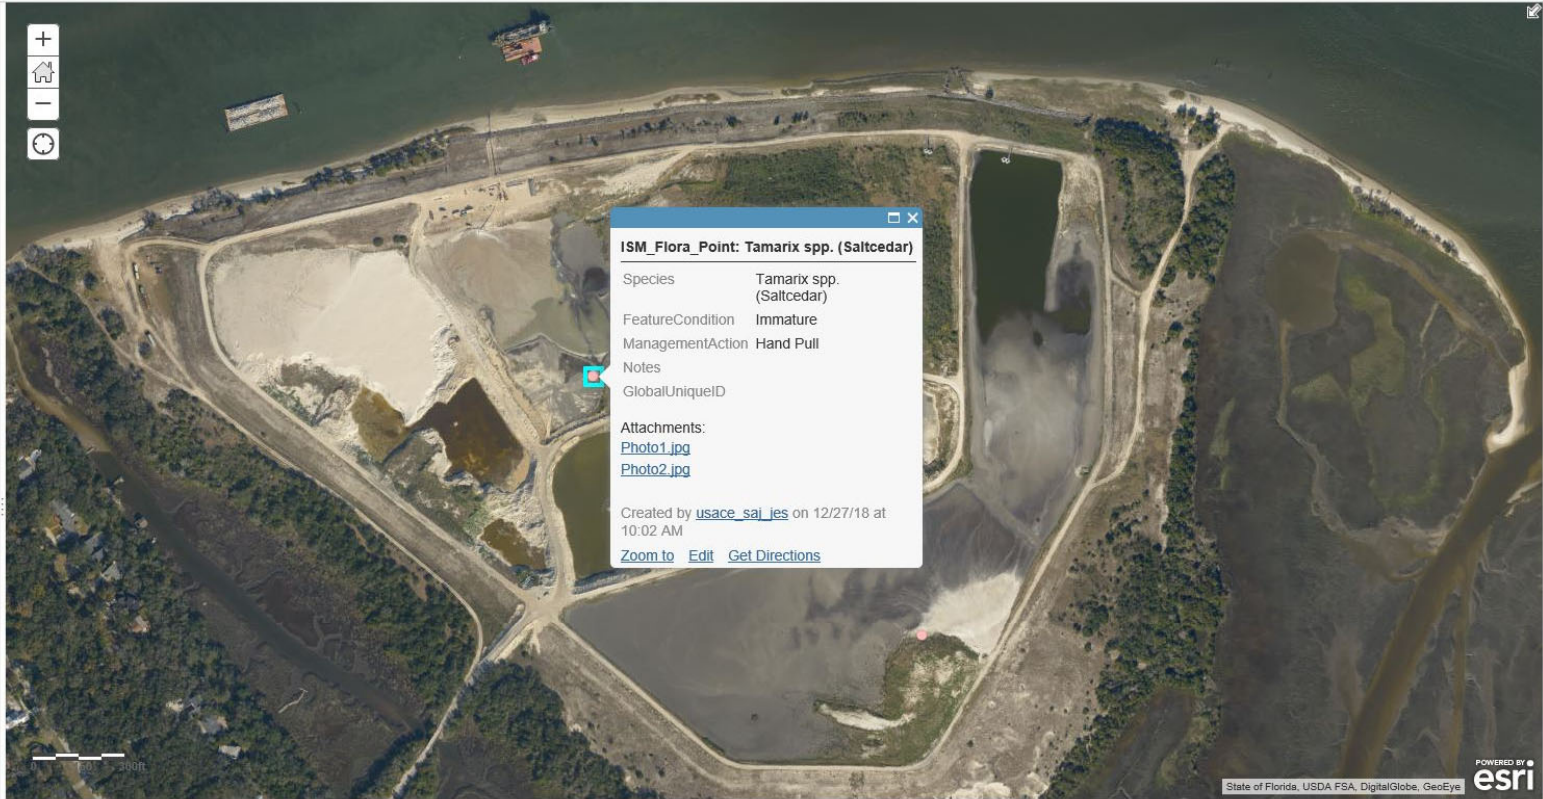 +
−
ISM_Flora_Point: Tamarix spp. (Saltcedar)
Species Tamarix spp.
(Saltcedar)
FeatureCondition Immature
ManagementAction Hand Pull
Notes
GlobalUniqueID
Attachments:
Photo1.jpg
Photo2.jpg
Created by usace_saj_jes on 12/27/18 at
10:02 AM
Zoom to Edit Get Directions
0 300ft
POWERED BY
esri
State of Florida, USDA FSA, DigitalGlobe, GeoEye